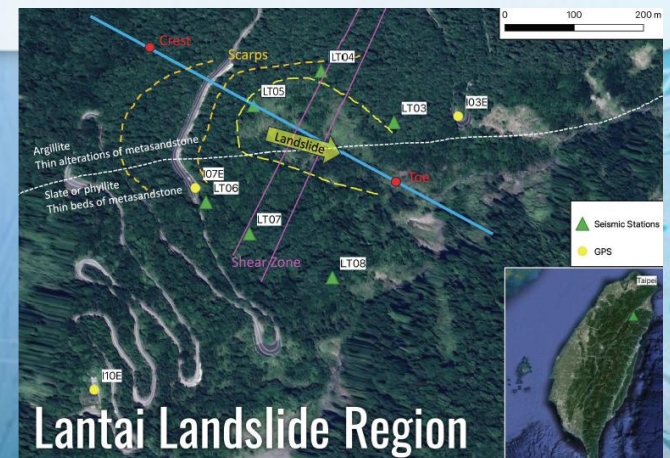 0 100 200 m
Crest
Scarps
LT04
LT05
LT03
I03E
Argillite
Thin alterations of metasandstone
Landslide
Slate or phyllite
Thin beds of metasandstone
I07E
LT06
Toe
LT07
Seismic Stations
GPS
Shear Zone
LT08
Taipei
I10E
Lantai Landslide Region